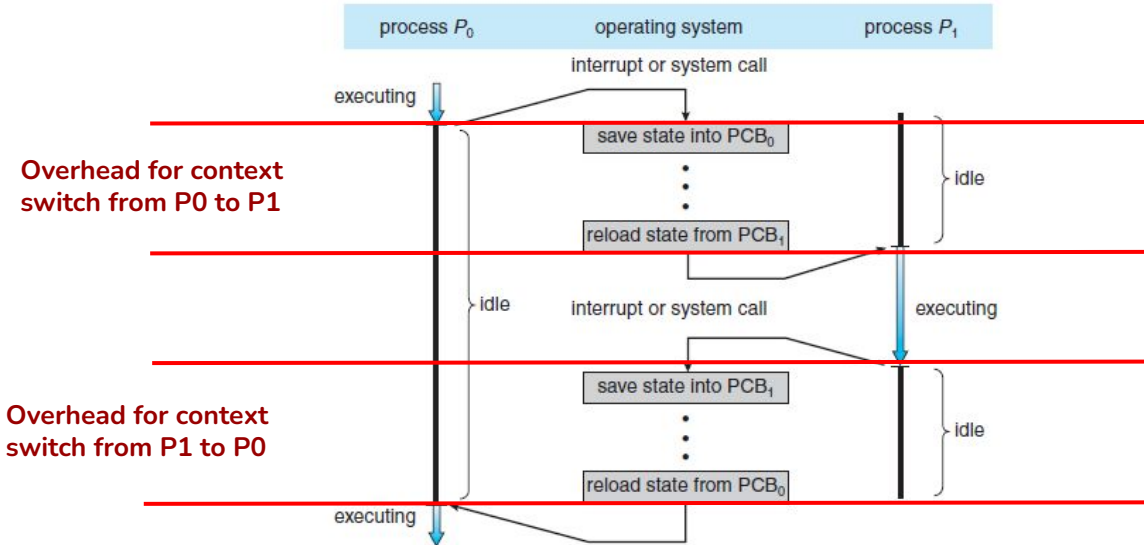 process P₀
operating system
process P₁
interrupt or system call
executing
save state into PCB₀
Overhead for context
switch from P0 to P1
idle
reload state from PCB₁
idle
interrupt or system call
executing
save state into PCB₁
Overhead for context
switch from P1 to P0
idle
reload state from PCB₀
executing